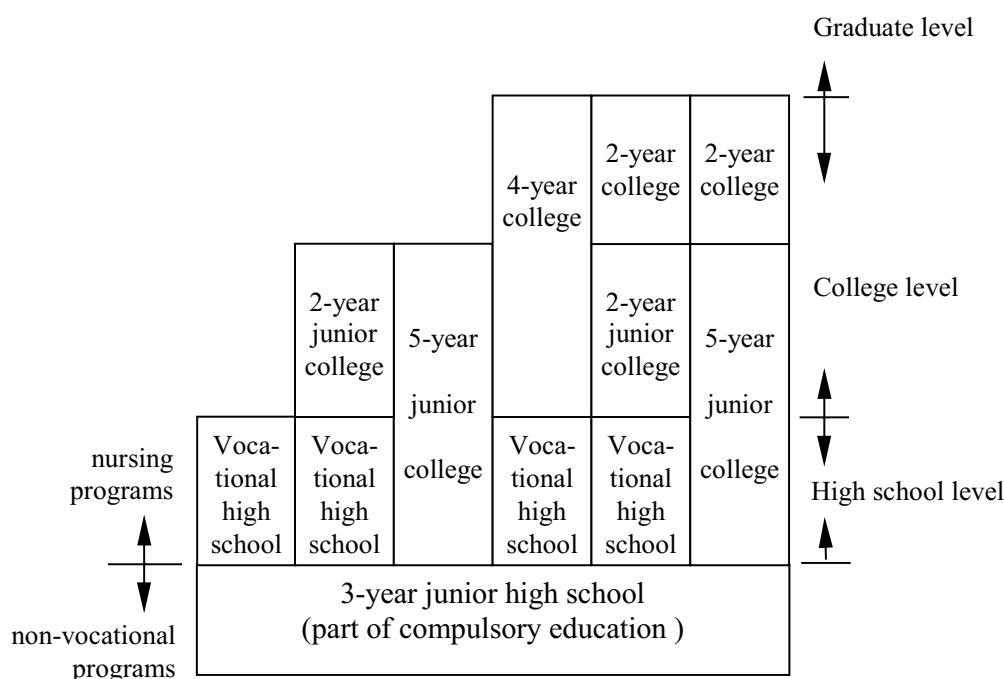 Graduate level
4-year
college
2-year
college
2-year
college
2-year
junior
college
5-year
junior
college
2-year
junior
college
5-year
junior
college
College level
nursing
programs
Voca-
tional
high
school
Voca-
tional
high
school
Voca-
tional
high
school
Voca-
tional
high
school
High school level
3-year junior high school
(part of compulsory education )
non-vocational
programs